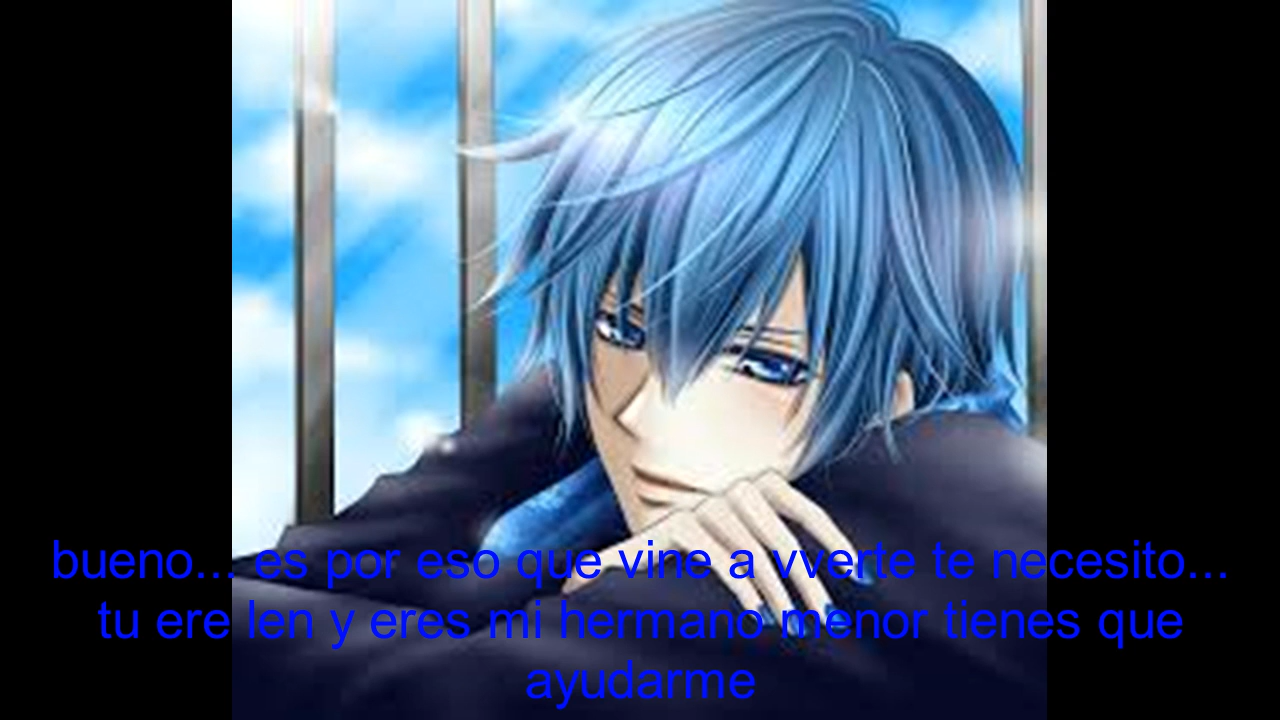 bueno... es por eso que vine a vverte te necesito...
tu ere len y eres mi hermano menor tienes que
ayudarme